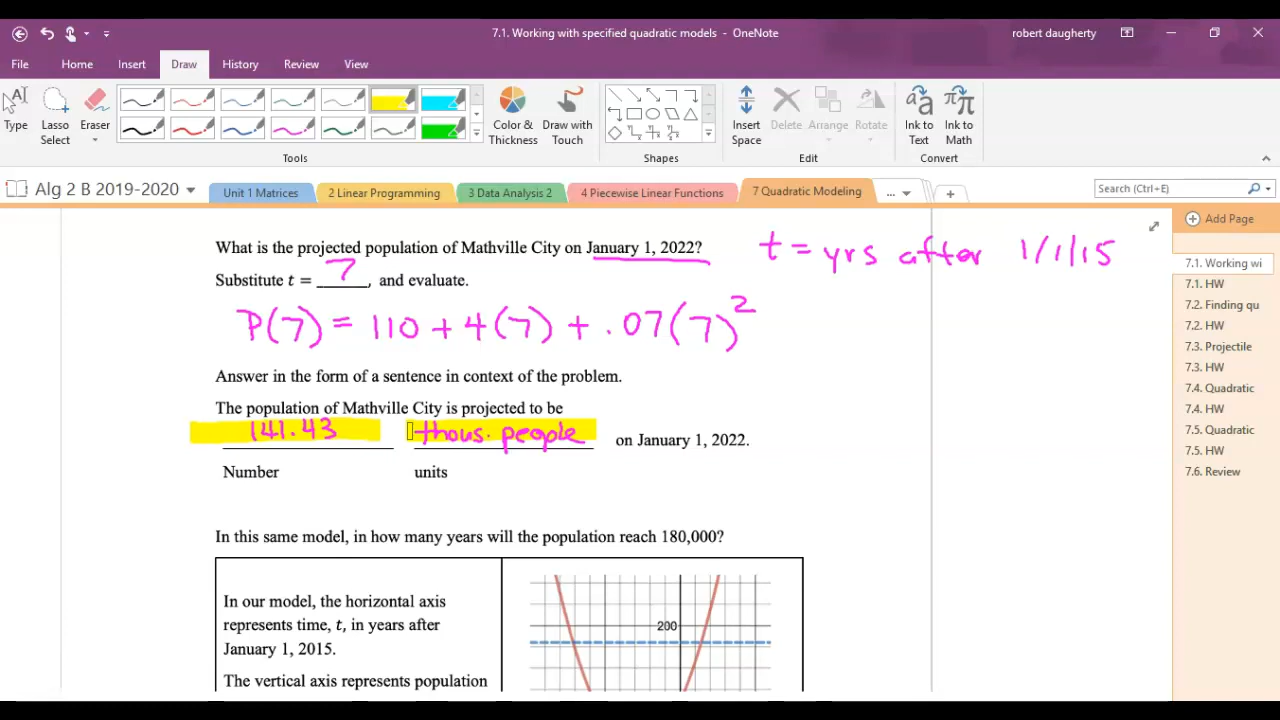 7.1. Working with specified quadratic models - OneNote
robert daugherty
File Home Insert Draw History Review View
Type Lasso Select Eraser Color & Thickness Draw with Touch Insert Space Delete Arrange Rotate Ink to Text Ink to Math
Tools Shapes Edit Convert
Alg 2 B 2019-2020 Unit 1 Matrices 2 Linear Programming 3 Data Analysis 2 4 Piecewise Linear Functions 7 Quadratic Modeling ... Search (Ctrl+E)
Add Page
7.1. Working wi
7.1. HW
7.2. Finding qu
7.2. HW
7.3. Projectile
7.3. HW
7.4. Quadratic
7.4. HW
7.5. Quadratic
7.5. HW
7.6. Review
What is the projected population of Mathville City on January 1, 2022?
t = yrs after 1/1/15
Substitute t = 7, and evaluate.
P(7) = 110 + 4(7) + .07(7)²
Answer in the form of a sentence in context of the problem.
The population of Mathville City is projected to be
141.43 thous. people on January 1, 2022.
Number units
In this same model, in how many years will the population reach 180,000?
In our model, the horizontal axis
represents time, t, in years after
January 1, 2015.
The vertical axis represents population
200